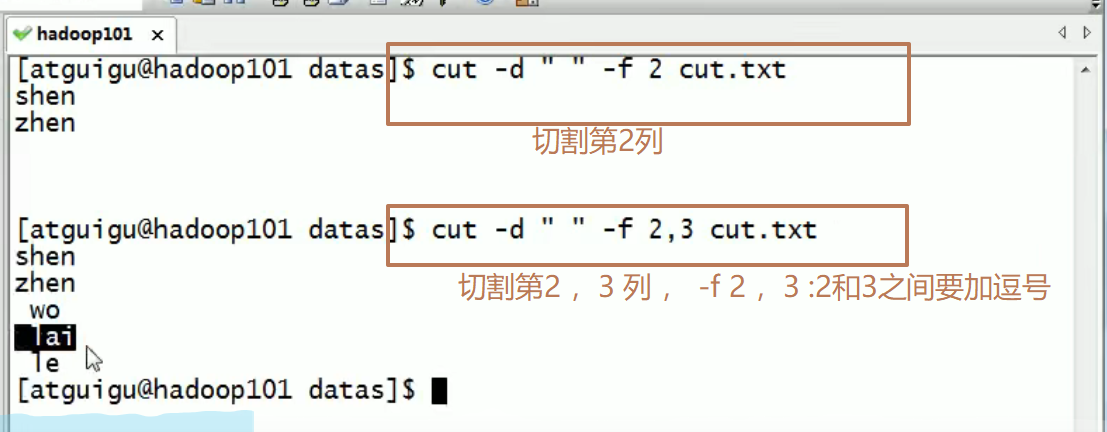 hadoop101 ×
[atguigu@hadoop101 datas]$ cut -d " " -f 2 cut.txt
shen
zhen
切割第2列
[atguigu@hadoop101 datas]$ cut -d " " -f 2,3 cut.txt
shen
zhen
切割第2，3 列， -f 2，3 :2和3之间要加逗号
wo
lai
le
[atguigu@hadoop101 datas]$